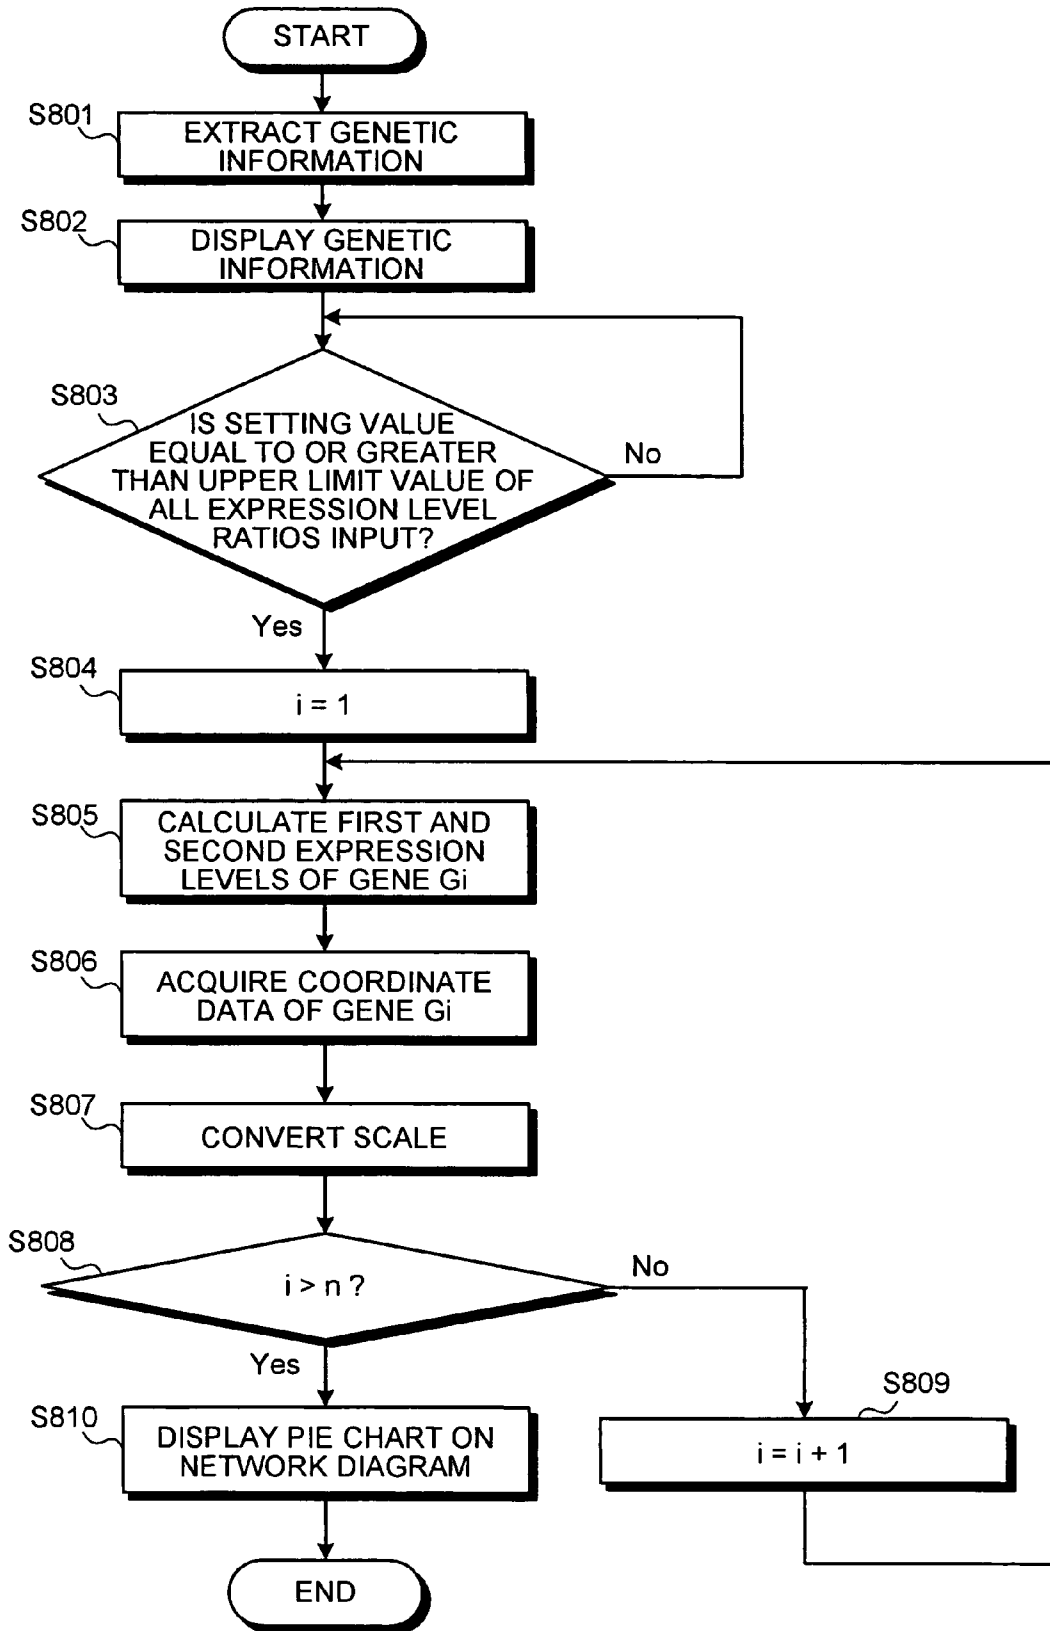 START
S801
EXTRACT GENETIC
INFORMATION
S802
DISPLAY GENETIC
INFORMATION
S803
IS SETTING VALUE
EQUAL TO OR GREATER
THAN UPPER LIMIT VALUE OF
ALL EXPRESSION LEVEL
RATIOS INPUT?
No
Yes
S804
i = 1
S805
CALCULATE FIRST AND
SECOND EXPRESSION
LEVELS OF GENE Gi
S806
ACQUIRE COORDINATE
DATA OF GENE Gi
S807
CONVERT SCALE
S808
i > n ?
No
Yes
S809
i = i + 1
S810
DISPLAY PIE CHART ON
NETWORK DIAGRAM
END